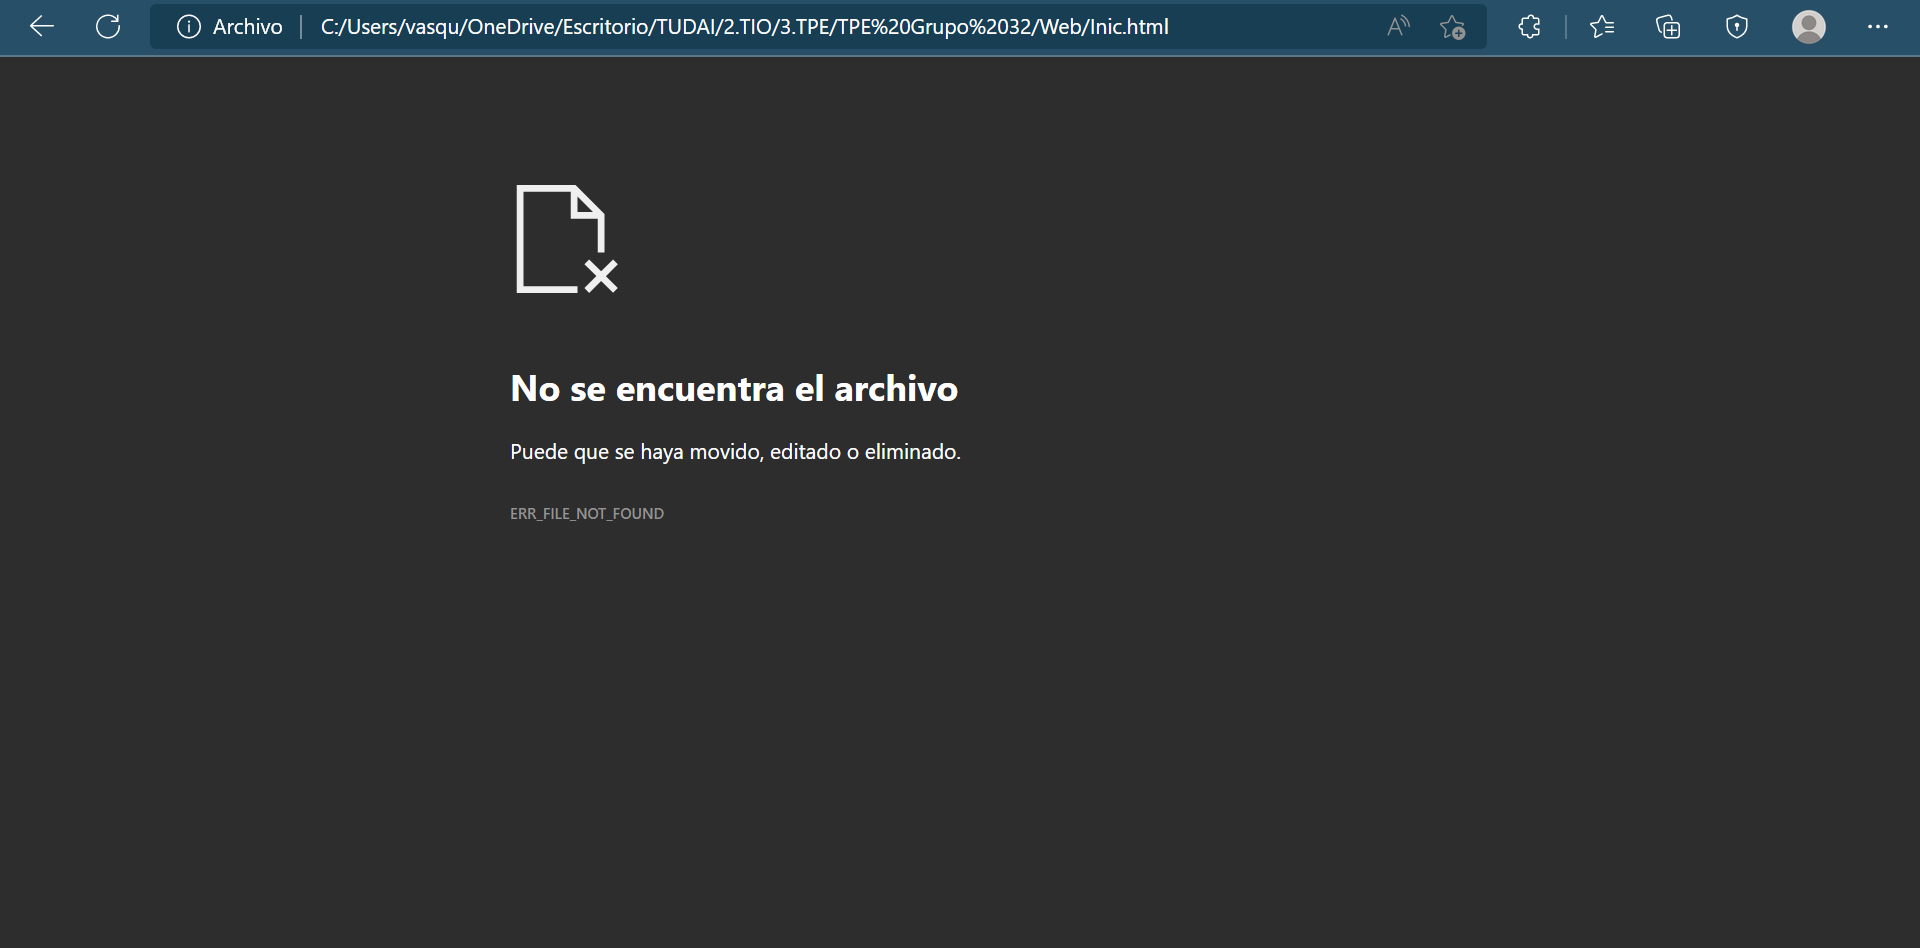 Archivo | C:/Users/vasqu/OneDrive/Escritorio/TUDAI/2.TIO/3.TPE/TPE%20Grupo%2032/Web/Inic.html
No se encuentra el archivo
Puede que se haya movido, editado o eliminado.
ERR_FILE_NOT_FOUND